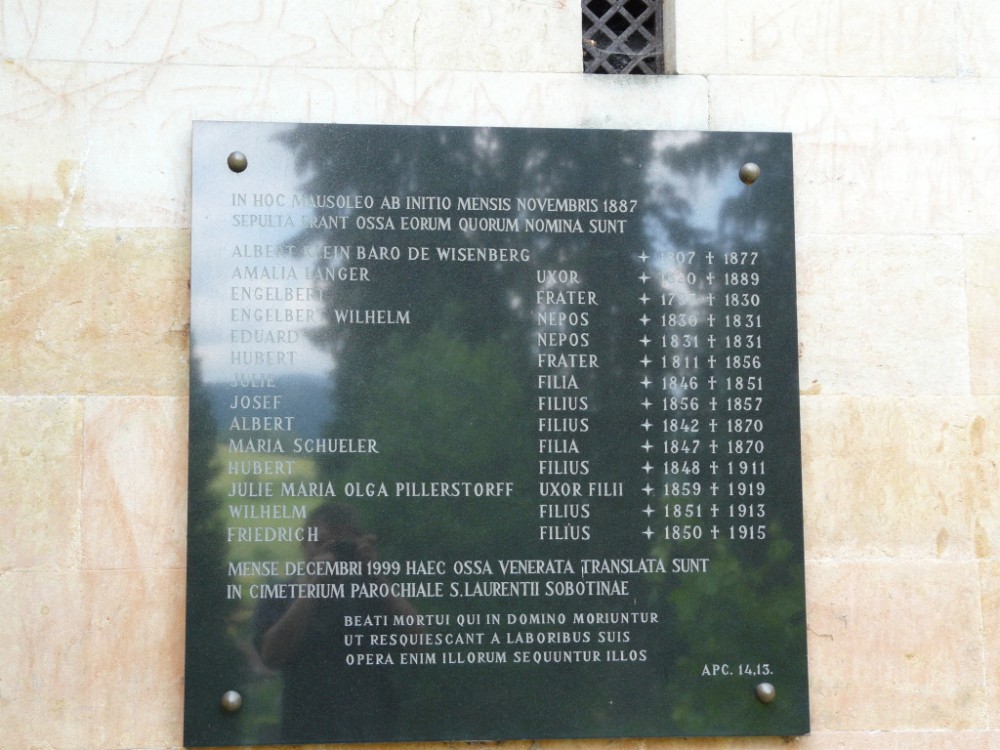 IN HOC MAUSOLEO AB INITIO MENSIS NOVEMBRIS 1887
SEPULTA ERANT OSSA EORUM QUORUM NOMINA SUNT
ALBERT KLEIN BARO DE WISENBERG ✦ 1807 † 1877
AMALIA LANGER UXOR ✦ † 1889
ENGELBERT FRATER ✦ † 1830
ENGELBERT WILHELM NEPOS ✦ 1830 † 1831
EDUARD NEPOS ✦ 1831 † 1831
HUBERT FRATER ✦ 1811 † 1856
JULIE FILIA ✦ 1846 † 1851
JOSEF FILIUS ✦ 1856 † 1857
ALBERT FILIUS ✦ 1842 † 1870
MARIA SCHUELER FILIA ✦ 1847 † 1870
HUBERT FILIUS ✦ 1848 † 1911
JULIE MARIA OLGA PILLERSTORFF UXOR FILII ✦ 1859 † 1919
WILHELM FILIUS ✦ 1851 † 1913
FRIEDRICH FILIUS ✦ 1850 † 1915
MENSE DECEMBRI 1999 HAEC OSSA VENERATA TRANSLATA SUNT
IN CIMETERIUM PAROCHIALE S.LAURENTII SOBOTINAE
BEATI MORTUI QUI IN DOMINO MORIUNTUR
UT RESQUIESCANT A LABORIBUS SUIS
OPERA ENIM ILLORUM SEQUUNTUR ILLOS
APC. 14,13.